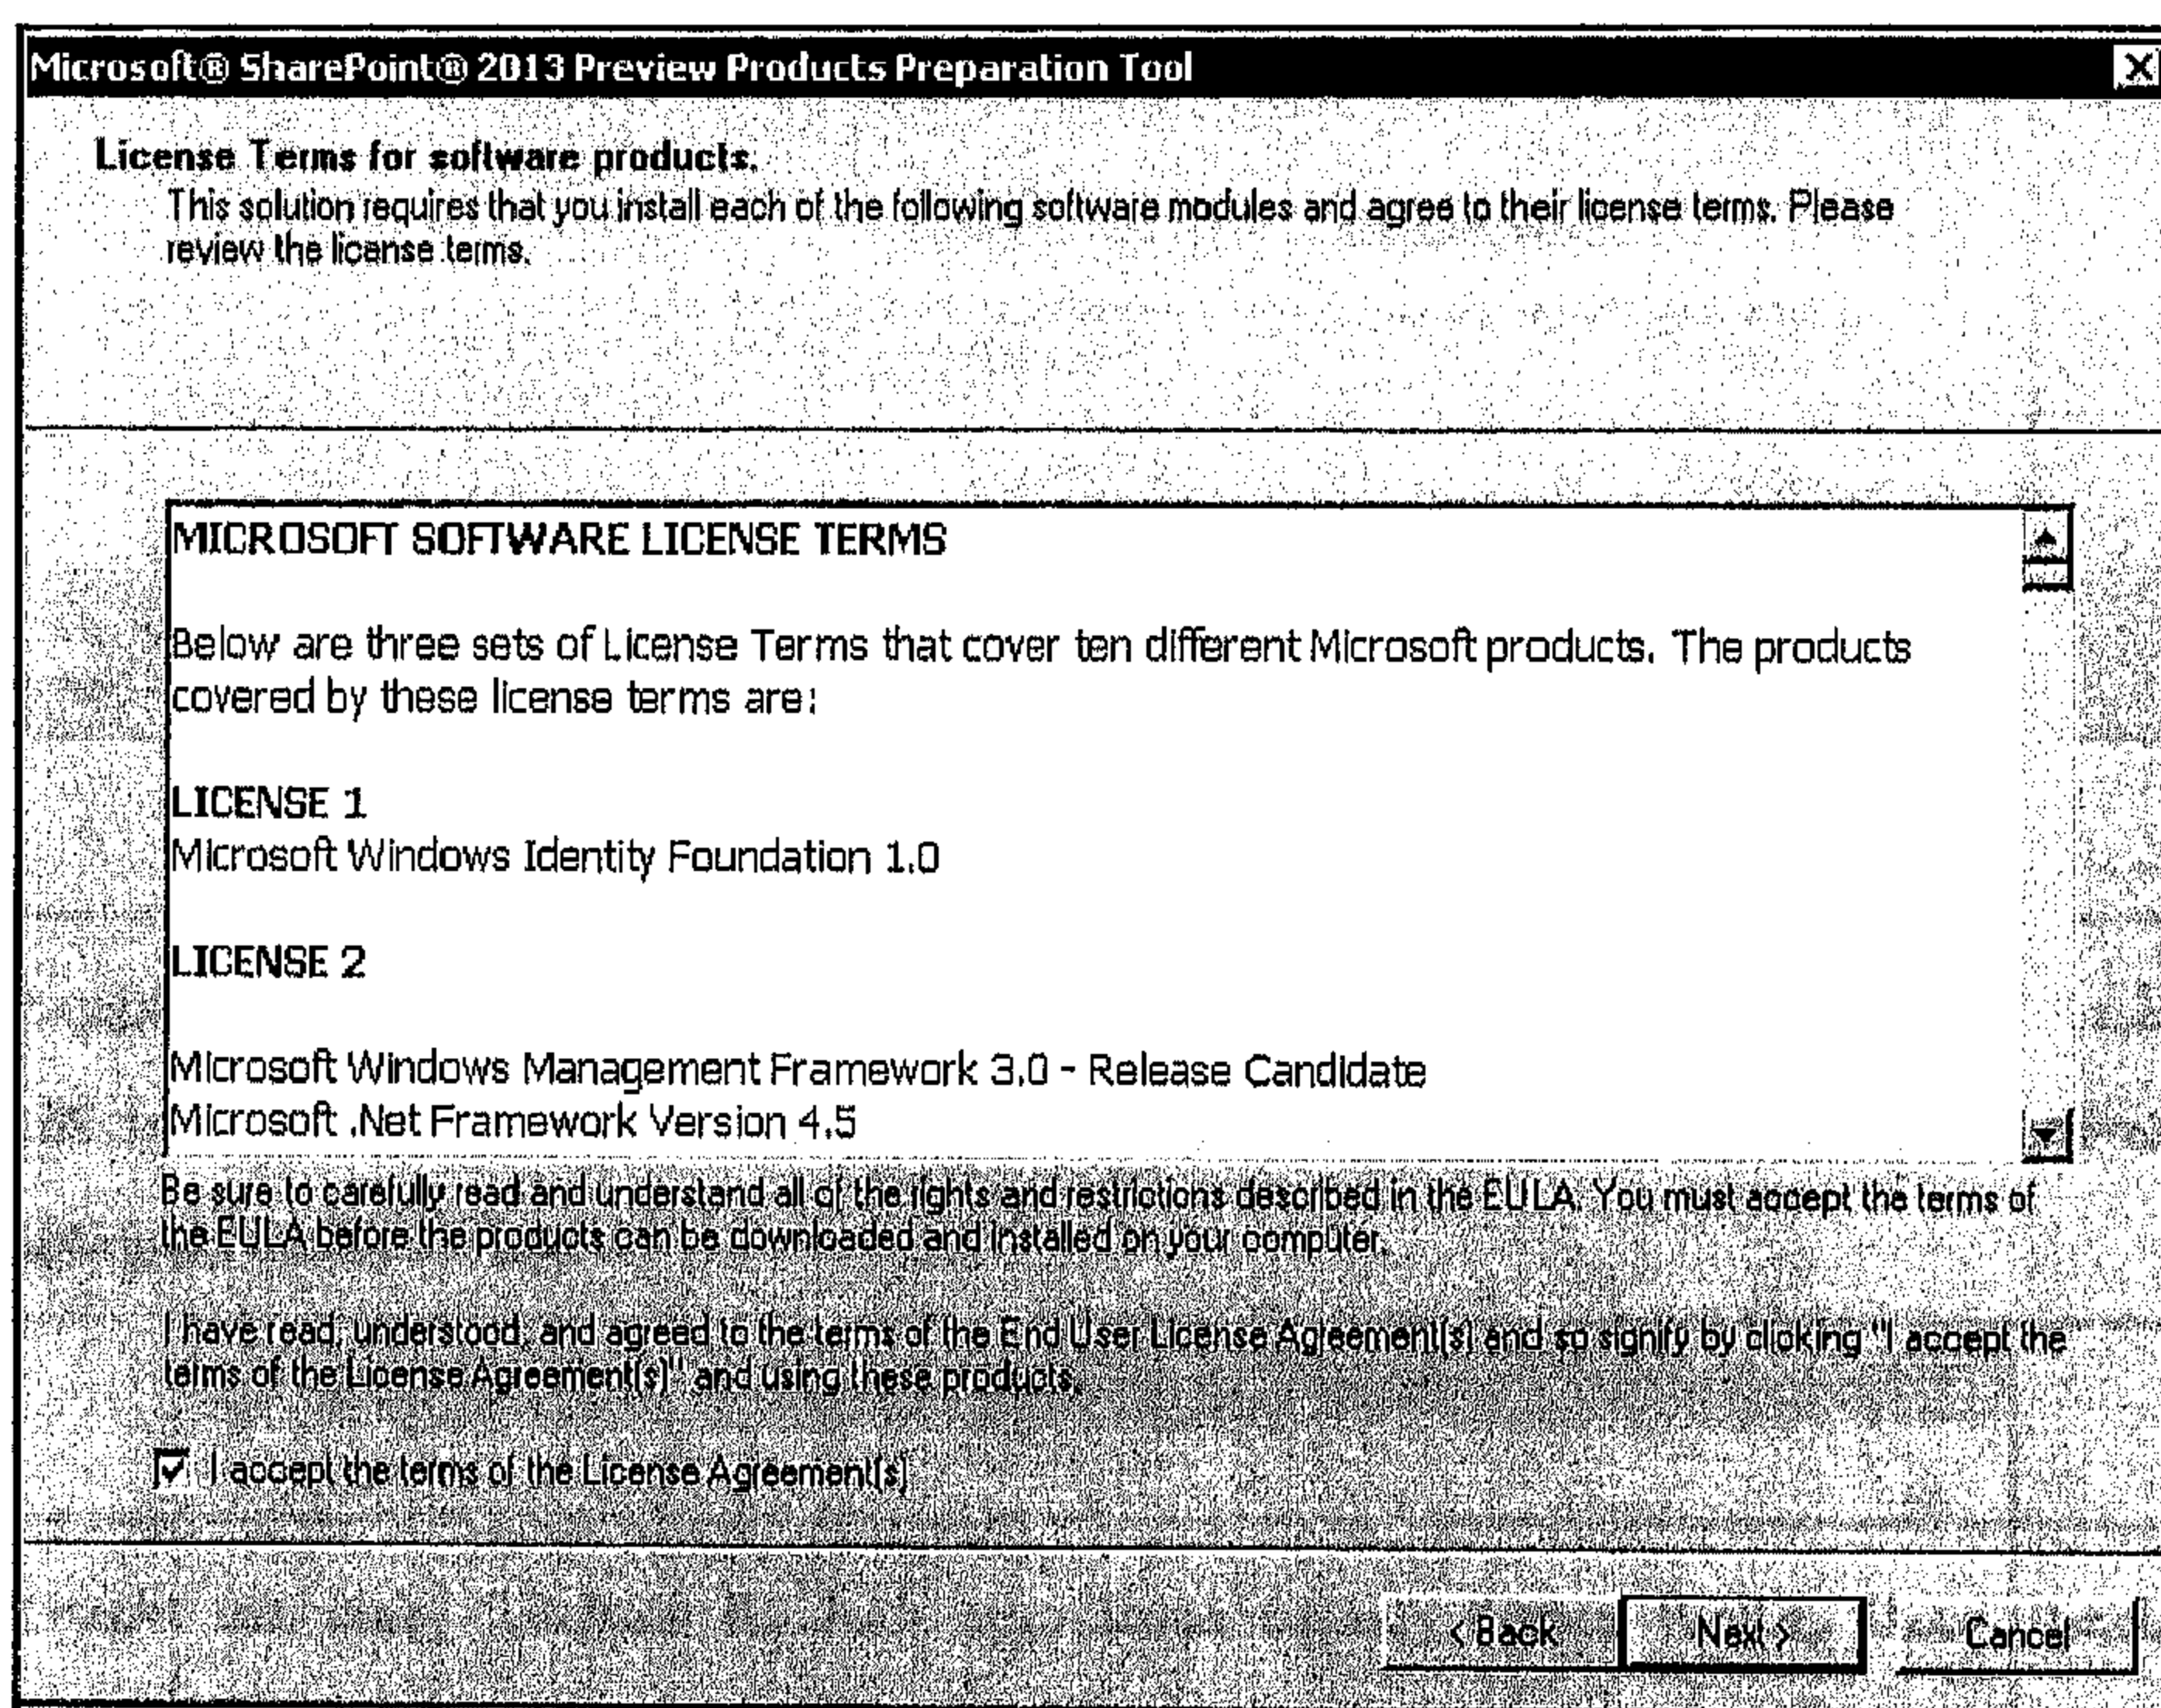 Microsoft® SharePoint® 2013 Preview Products Preparation Tool
License Terms for software products.
This solution requires that you install each of the following software modules and agree to their license terms. Please
review the license terms.
MICROSOFT SOFTWARE LICENSE TERMS
Below are three sets of License Terms that cover ten different Microsoft products. The products
covered by these license terms are:
LICENSE 1
Microsoft Windows Identity Foundation 1.0
LICENSE 2
Microsoft Windows Management Framework 3.0 - Release Candidate
Microsoft .Net Framework Version 4.5
Be sure to carefully read and understand all of the rights and restrictions described in the EULA. You must accept the terms of
the EULA before the products can be downloaded and installed on your computer.
I have read, understood, and agreed to the terms of the End User License Agreement(s) and so signify by clicking "I accept the
terms of the License Agreement(s)" and using these products.
I accept the terms of the License Agreement(s)
< Back
Next >
Cancel